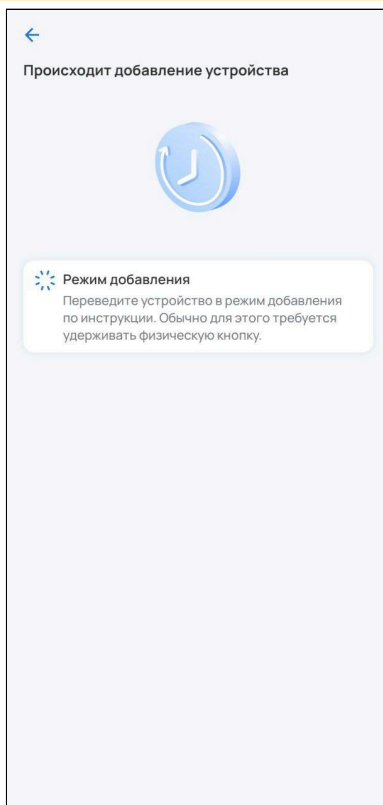 Происходит добавление устройства
Режим добавления
Переведите устройство в режим добавления
по инструкции. Обычно для этого требуется
удерживать физическую кнопку.